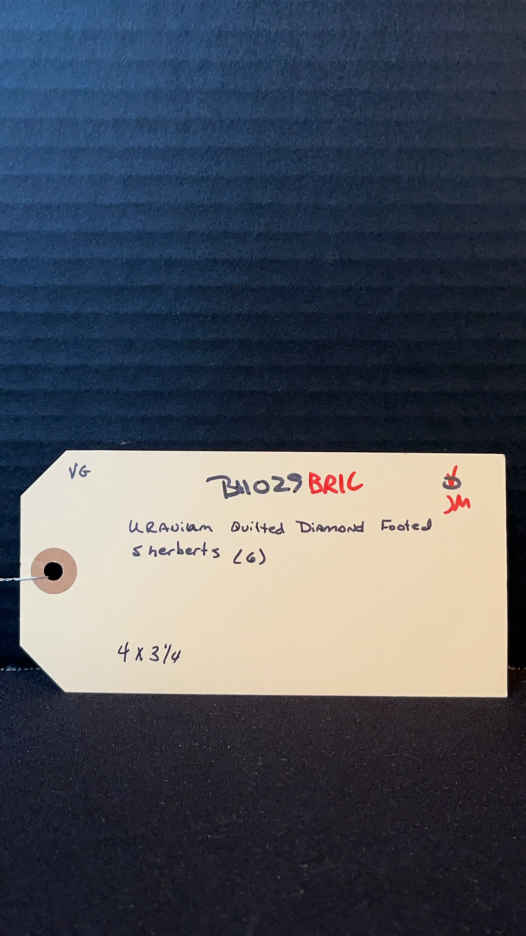 VG
B11029 BRIC
JM
URANium Quilted Diamond Footed
Sherberts (6)
4 x 3 1/4